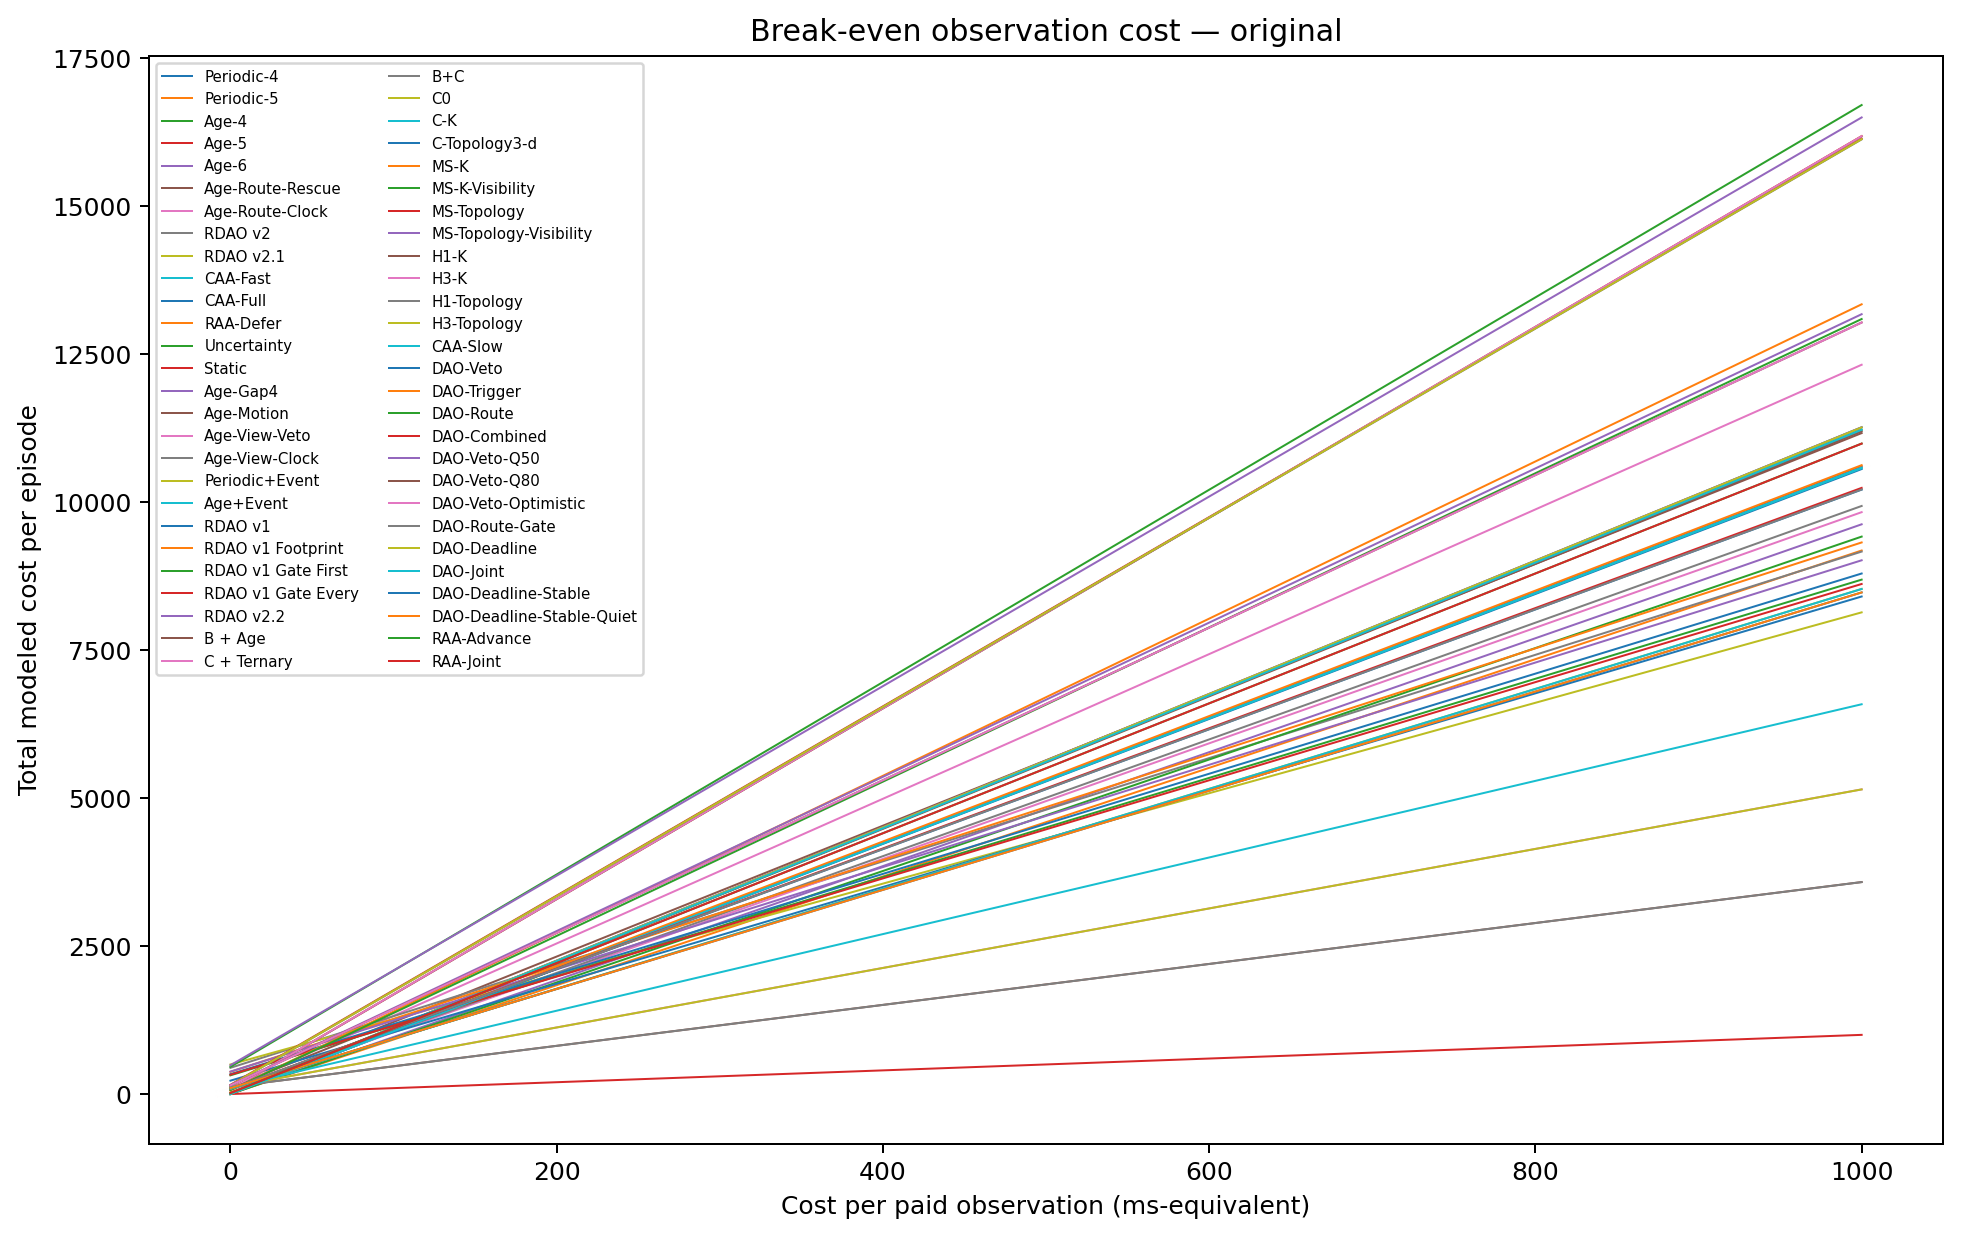 Break-even observation cost — original
Total modeled cost per episode
17500
15000
12500
10000
7500
5000
2500
0
Periodic-4
Periodic-5
Age-4
Age-5
Age-6
Age-Route-Rescue
Age-Route-Clock
RDAO v2
RDAO v2.1
CAA-Fast
CAA-Full
RAA-Defer
Uncertainty
Static
Age-Gap4
Age-Motion
Age-View-Veto
Age-View-Clock
Periodic+Event
Age+Event
RDAO v1
RDAO v1 Footprint
RDAO v1 Gate First
RDAO v1 Gate Every
RDAO v2.2
B + Age
C + Ternary
B+C
C0
C-K
C-Topology3-d
MS-K
MS-K-Visibility
MS-Topology
MS-Topology-Visibility
H1-K
H3-K
H1-Topology
H3-Topology
CAA-Slow
DAO-Veto
DAO-Trigger
DAO-Route
DAO-Combined
DAO-Veto-Q50
DAO-Veto-Q80
DAO-Veto-Optimistic
DAO-Route-Gate
DAO-Deadline
DAO-Joint
DAO-Deadline-Stable
DAO-Deadline-Stable-Quiet
RAA-Advance
RAA-Joint
0 200 400 600 800 1000
Cost per paid observation (ms-equivalent)